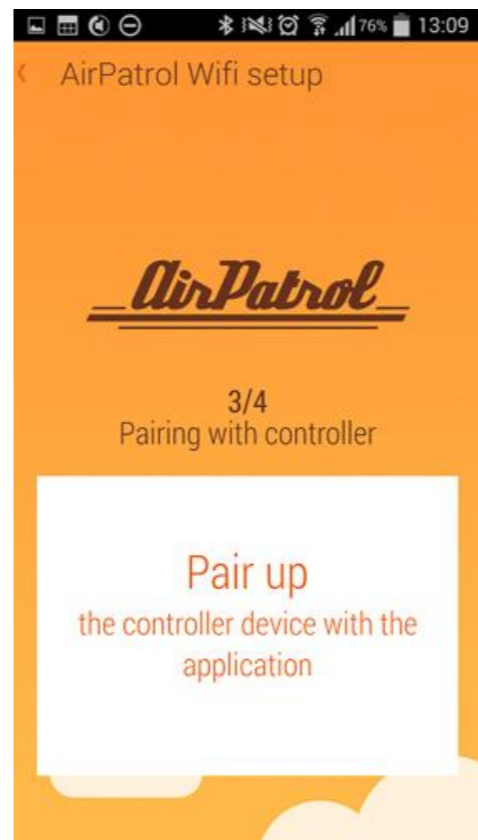 76% 13:09
AirPatrol Wifi setup
AirPatrol
3/4
Pairing with controller
Pair up
the controller device with the
application